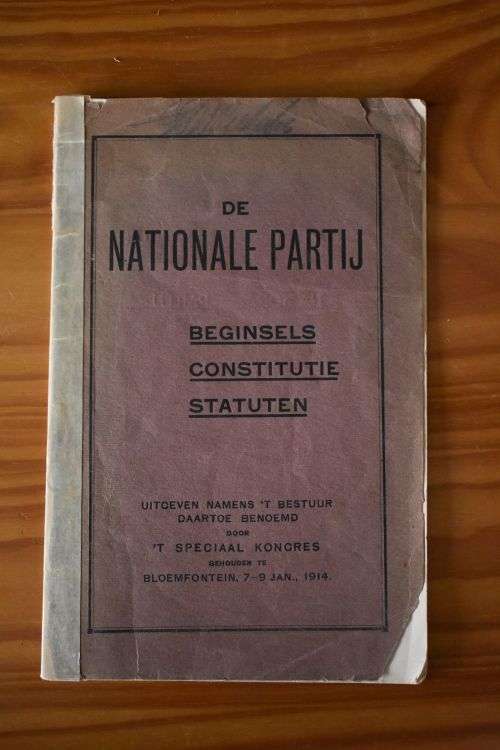 DE
NATIONALE PARTIJ
BEGINSELS
CONSTITUTIE
STATUTEN
UITGEVEN NAMENS 'T BESTUUR
DAARTOE BENOEMD
DOOR
'T SPECIAAL KONGRES
GEHOUDEN TE
BLOEMFONTEIN, 7–9 JAN., 1914.